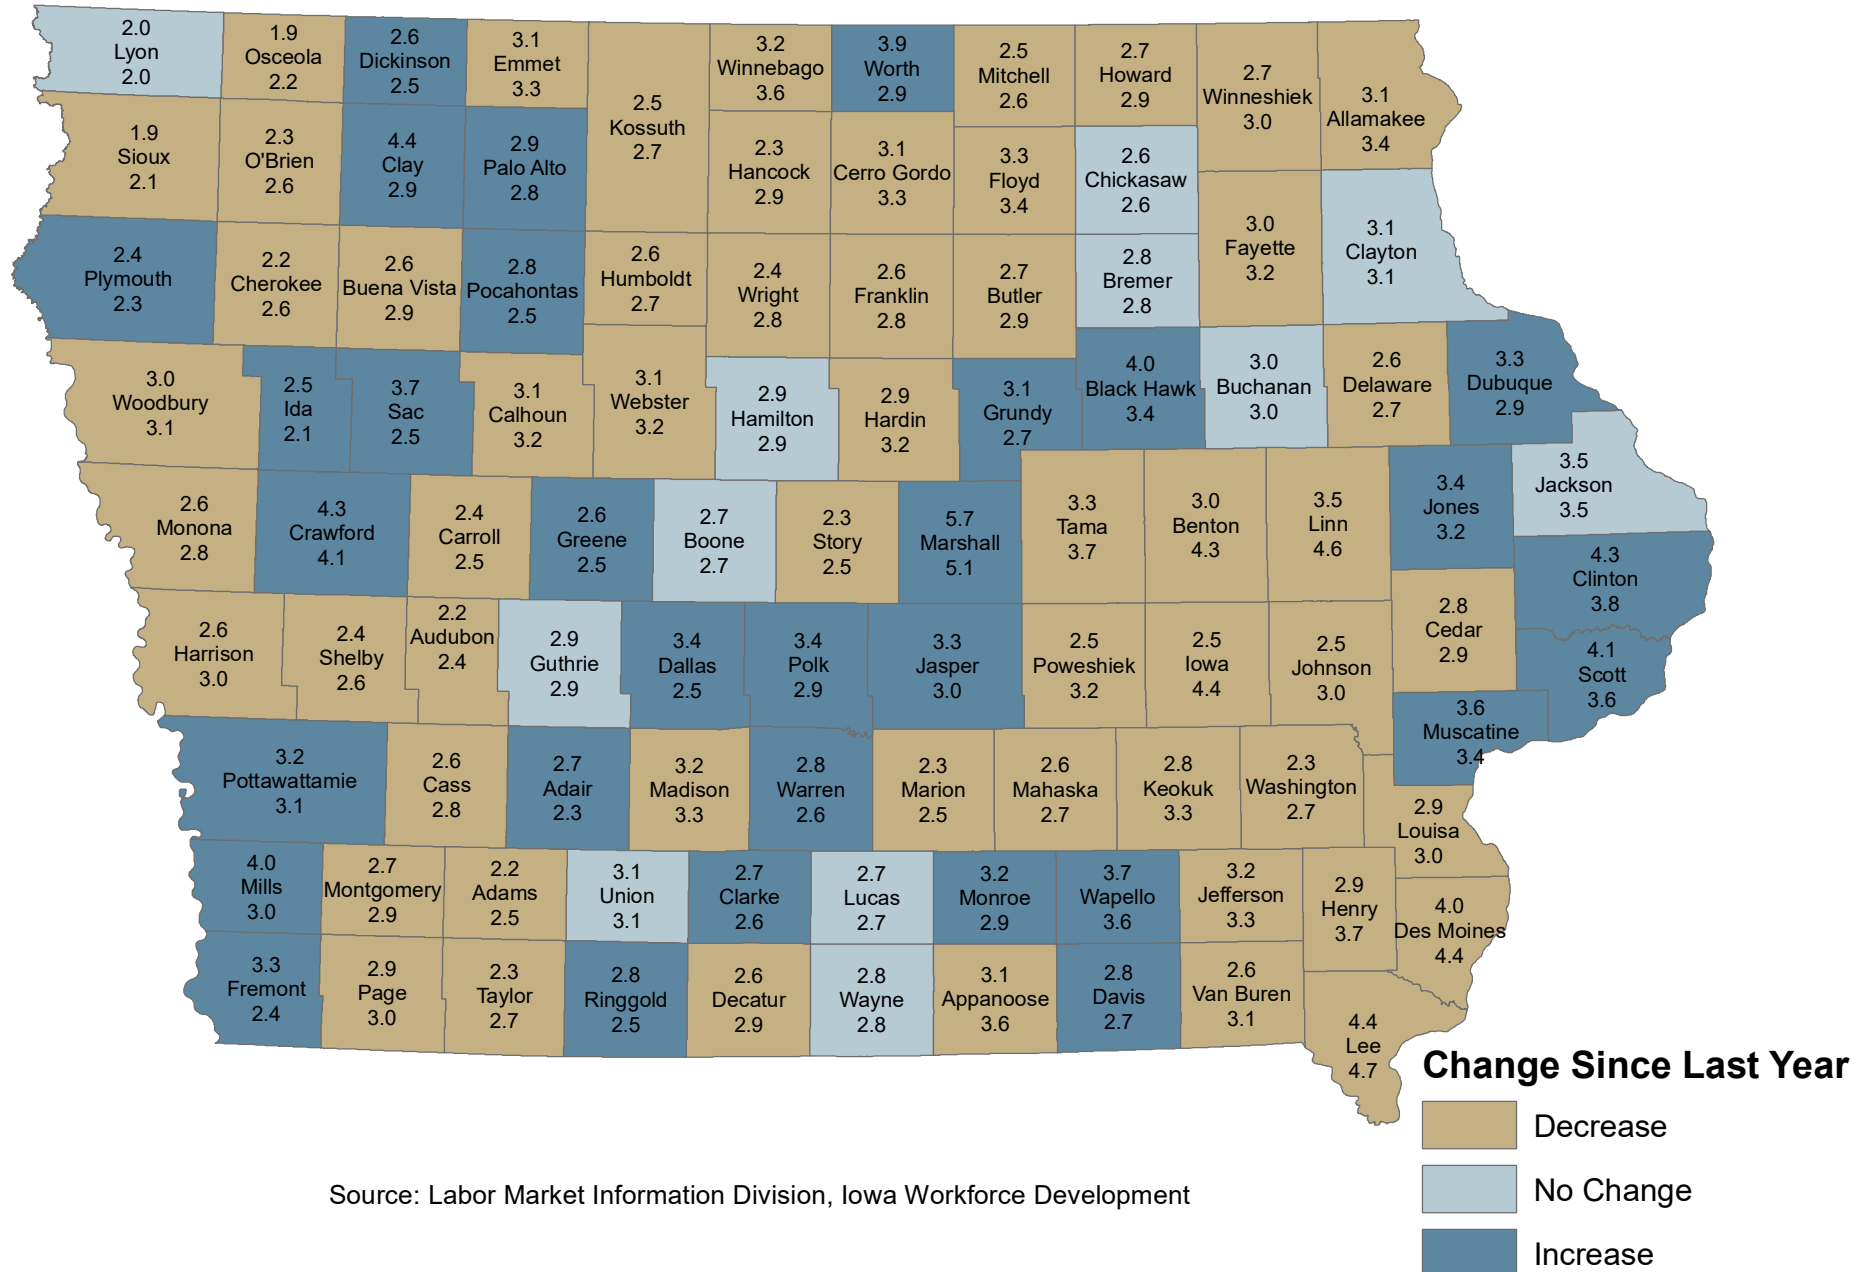 2.0
Lyon
2.0
1.9
Osceola
2.2
2.6
Dickinson
2.5
3.1
Emmet
3.3
2.5
Kossuth
2.7
3.2
Winnebago
3.6
3.9
Worth
2.9
2.5
Mitchell
2.6
2.7
Howard
2.9
2.7
Winneshiek
3.0
3.1
Allamakee
3.4
1.9
Sioux
2.1
2.3
O'Brien
2.6
4.4
Clay
2.9
2.9
Palo Alto
2.8
2.3
Hancock
2.9
3.1
Cerro Gordo
3.3
3.3
Floyd
3.4
2.6
Chickasaw
2.6
3.0
Fayette
3.2
3.1
Clayton
3.1
2.4
Plymouth
2.3
2.2
Cherokee
2.6
2.6
Buena Vista
2.9
2.8
Pocahontas
2.5
2.6
Humboldt
2.7
2.4
Wright
2.8
2.6
Franklin
2.8
2.7
Butler
2.9
2.8
Bremer
2.8
3.0
Woodbury
3.1
2.5
Ida
2.1
3.7
Sac
2.5
3.1
Calhoun
3.2
3.1
Webster
3.2
2.9
Hamilton
2.9
2.9
Hardin
3.2
3.1
Grundy
2.7
4.0
Black Hawk
3.4
3.0
Buchanan
3.0
2.6
Delaware
2.7
3.3
Dubuque
2.9
2.6
Monona
2.8
4.3
Crawford
4.1
2.4
Carroll
2.5
2.6
Greene
2.5
2.7
Boone
2.7
2.3
Story
2.5
5.7
Marshall
5.1
3.3
Tama
3.7
3.0
Benton
4.3
3.5
Linn
4.6
3.4
Jones
3.2
3.5
Jackson
3.5
4.3
Clinton
3.8
2.6
Harrison
3.0
2.4
Shelby
2.6
2.2
Audubon
2.4
2.9
Guthrie
2.9
3.4
Dallas
2.5
3.4
Polk
2.9
3.3
Jasper
3.0
2.5
Poweshiek
3.2
2.5
Iowa
4.4
2.5
Johnson
3.0
2.8
Cedar
2.9
4.1
Scott
3.6
3.6
Muscatine
3.4
3.2
Pottawattamie
3.1
2.6
Cass
2.8
2.7
Adair
2.3
3.2
Madison
3.3
2.8
Warren
2.6
2.3
Marion
2.5
2.6
Mahaska
2.7
2.8
Keokuk
3.3
2.3
Washington
2.7
2.9
Louisa
3.0
4.0
Mills
3.0
2.7
Montgomery
2.9
2.2
Adams
2.5
3.1
Union
3.1
2.7
Clarke
2.6
2.7
Lucas
2.7
3.2
Monroe
2.9
3.7
Wapello
3.6
3.2
Jefferson
3.3
2.9
Henry
3.7
4.0
Des Moines
4.4
3.3
Fremont
2.4
2.9
Page
3.0
2.3
Taylor
2.7
2.8
Ringgold
2.5
2.6
Decatur
2.9
2.8
Wayne
2.8
3.1
Appanoose
3.6
2.8
Davis
2.7
2.6
Van Buren
3.1
4.4
Lee
4.7
Change Since Last Year
Decrease
No Change
Increase
Source: Labor Market Information Division, Iowa Workforce Development